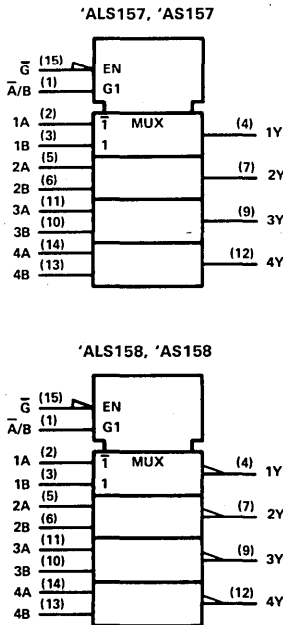 'ALS157, 'AS157
G̅ (15) EN
A̅/B (1) G1
1A (2) 1̅ MUX (4) 1Y
1B (3) 1
2A (5) (7) 2Y
2B (6)
3A (11) (9) 3Y
3B (10)
4A (14) (12) 4Y
4B (13)
'ALS158, 'AS158
G̅ (15) EN
A̅/B (1) G1
1A (2) 1̅ MUX (4) 1Y
1B (3) 1
2A (5) (7) 2Y
2B (6)
3A (11) (9) 3Y
3B (10)
4A (14) (12) 4Y
4B (13)